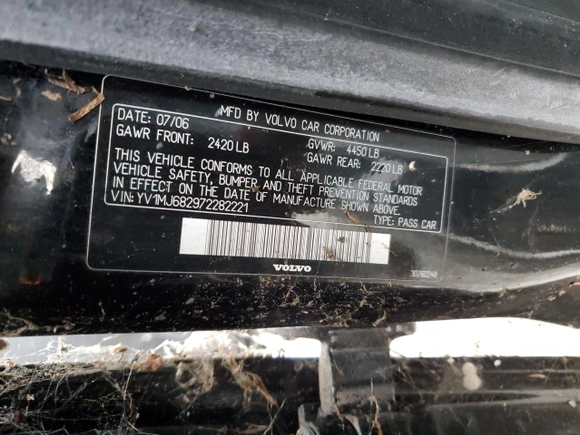 MFD BY VOLVO CAR CORPORATION
DATE: 07/06 GVWR: 4450 LB
GAWR FRONT: 2420 LB GAWR REAR: 2220 LB
THIS VEHICLE CONFORMS TO ALL APPLICABLE FEDERAL MOTOR
VEHICLE SAFETY, BUMPER, AND THEFT PREVENTION STANDARDS
IN EFFECT ON THE DATE OF MANUFACTURE SHOWN ABOVE.
VIN: YV1MJ682972282221 TYPE: PASS CAR
VOLVO